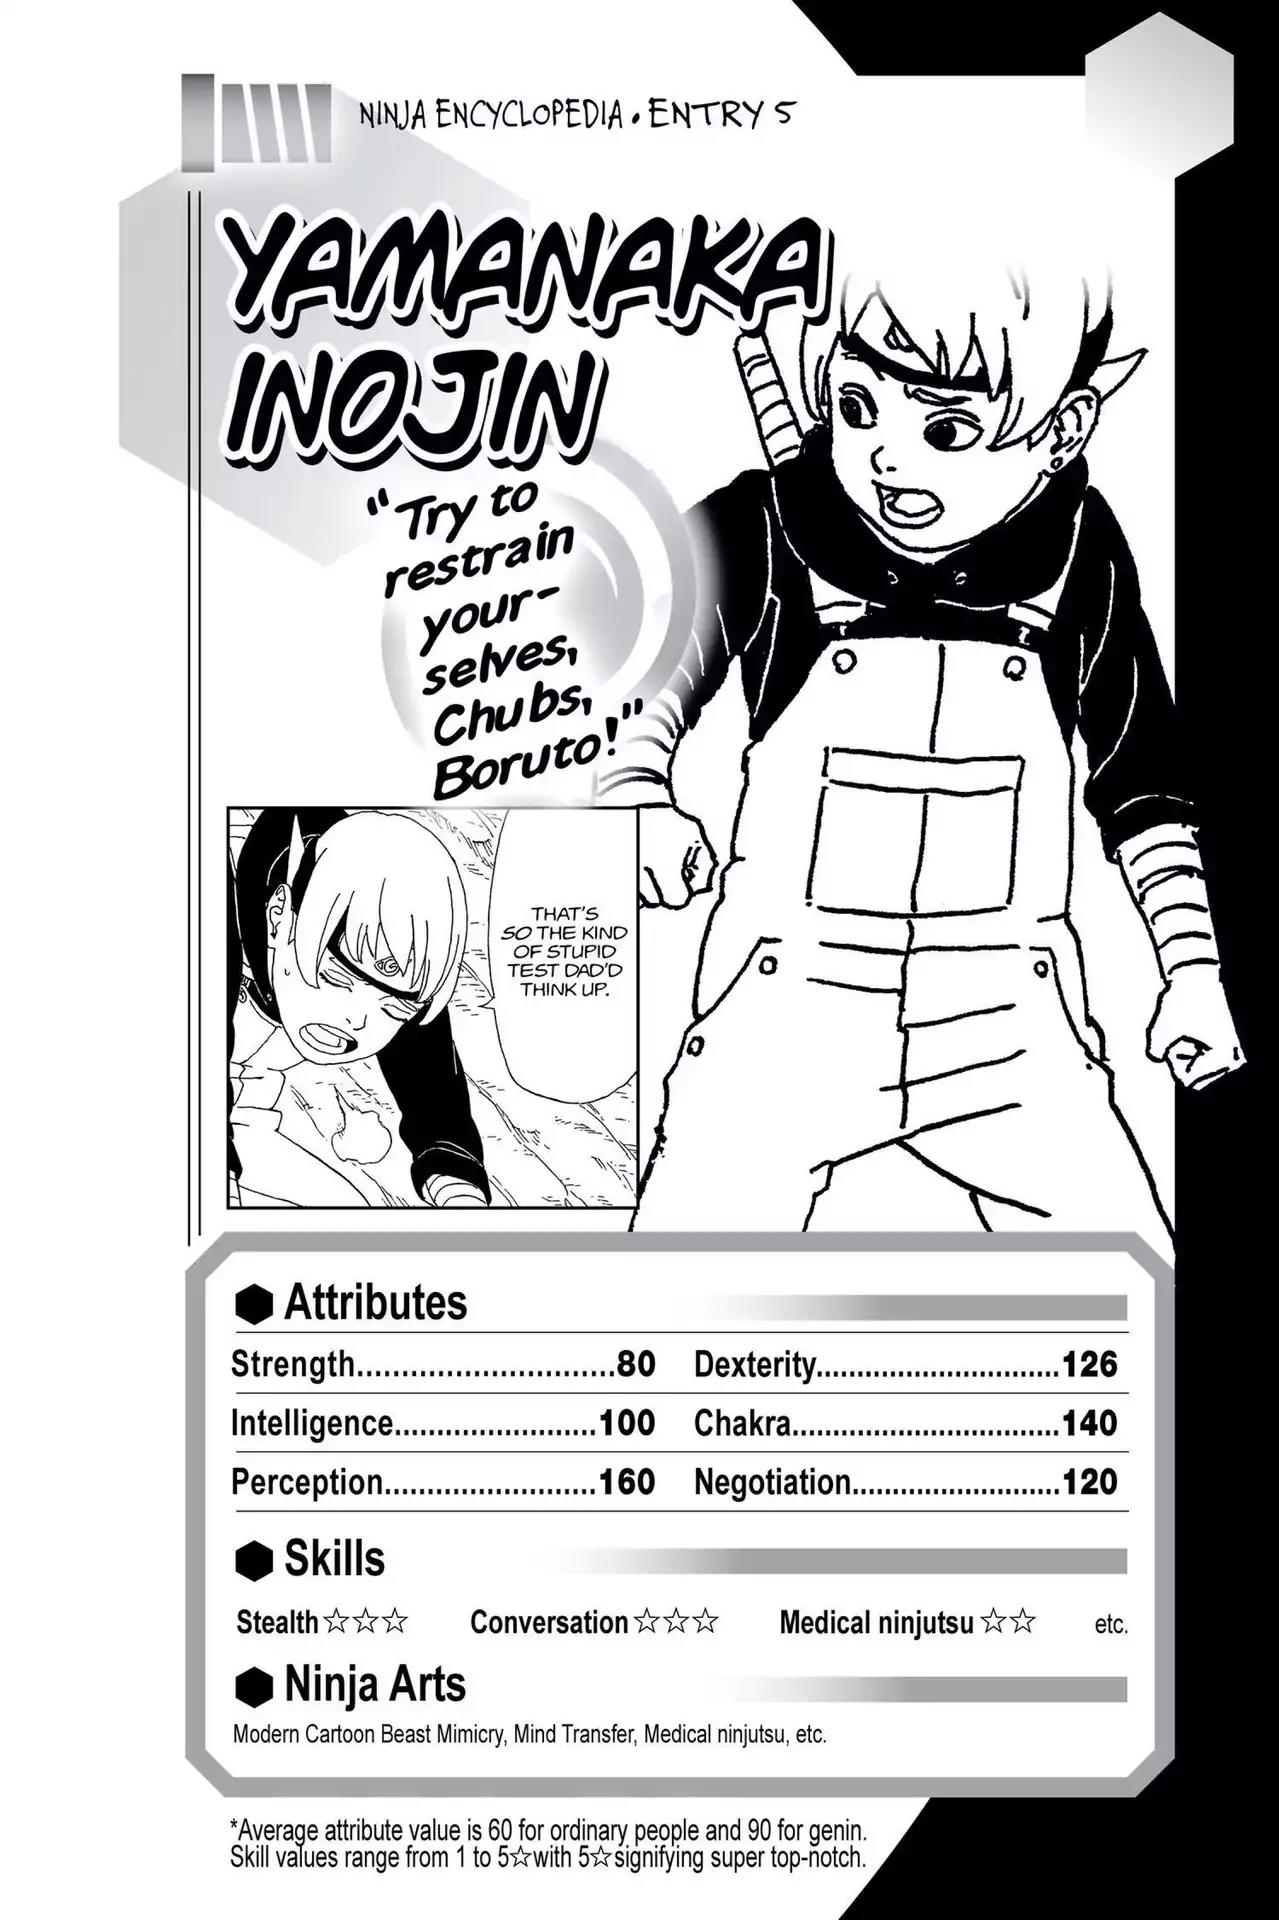 NINJA ENCYCLOPEDIA • ENTRY 5
YAMANAKA
INOJIN
"Try to
restrain
your-
selves,
Chubs,
Boruto!"
THAT'S
SO THE KIND
OF STUPID
TEST DAD'D
THINK UP.
Attributes
Strength............................80 Dexterity.............................126
Intelligence........................100 Chakra................................140
Perception.........................160 Negotiation.........................120
Skills
Stealth☆☆☆ Conversation☆☆☆ Medical ninjutsu☆☆ etc.
Ninja Arts
Modern Cartoon Beast Mimicry, Mind Transfer, Medical ninjutsu, etc.
*Average attribute value is 60 for ordinary people and 90 for genin.
Skill values range from 1 to 5☆with 5☆signifying super top-notch.